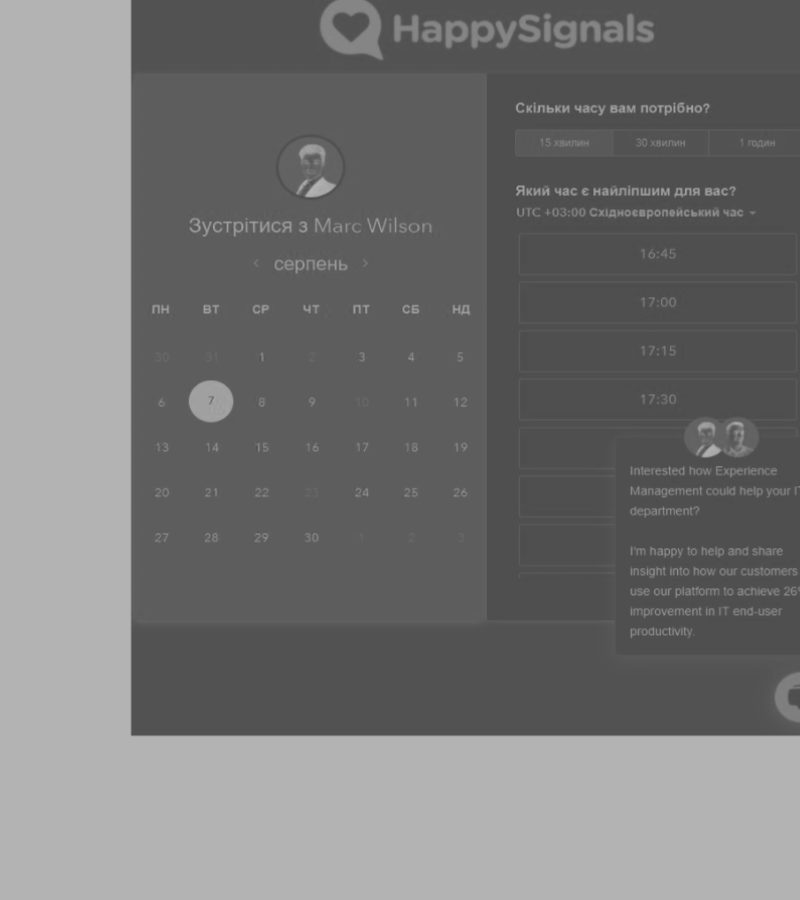 HappySignals
Зустрітися з Marc Wilson
серпень
ПН ВТ СР ЧТ ПТ СБ НД
30 31 1 2 3 4 5
6 7 8 9 10 11 12
13 14 15 16 17 18 19
20 21 22 23 24 25 26
27 28 29 30 1 2 3
Скільки часу вам потрібно?
15 хвилин 30 хвилин 1 годин
Який час є найліпшим для вас?
UTC +03:00 Східноєвропейський час
16:45
17:00
17:15
17:30
Interested how Experience
Management could help your IT
department?
I'm happy to help and share
insight into how our customers
use our platform to achieve 26%
improvement in IT end-user
productivity.